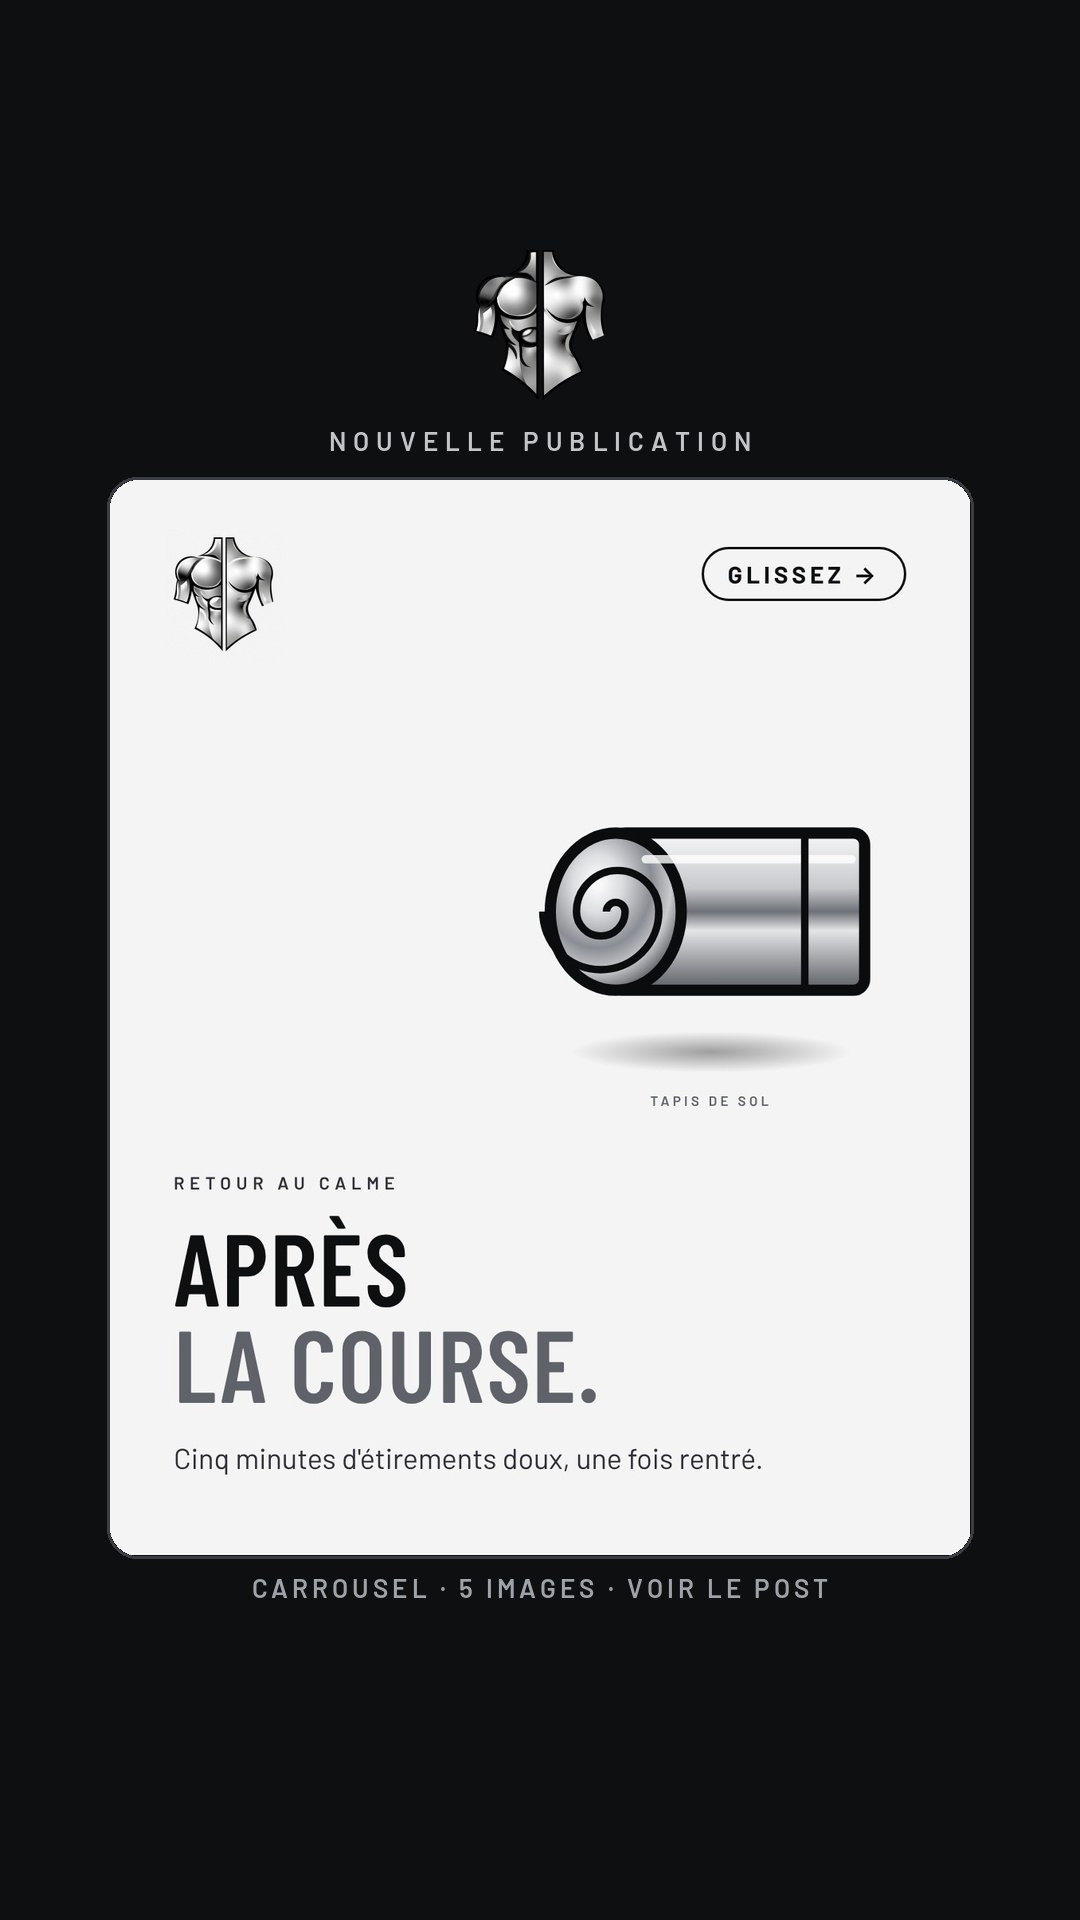 NOUVELLE PUBLICATION
GLISSEZ →
TAPIS DE SOL
RETOUR AU CALME
APRÈS
LA COURSE.
Cinq minutes d'étirements doux, une fois rentré.
CARROUSEL · 5 IMAGES · VOIR LE POST